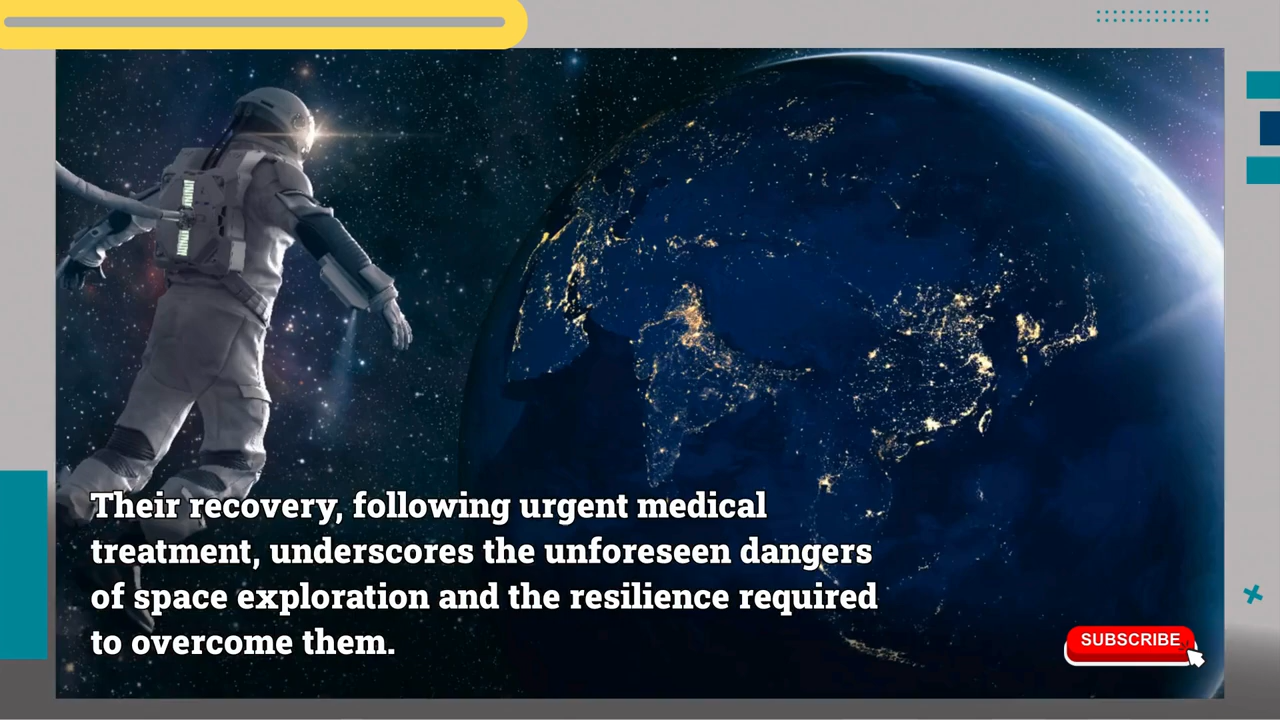 Their recovery, following urgent medical
treatment, underscores the unforeseen dangers
of space exploration and the resilience required
to overcome them.
SUBSCRIBE